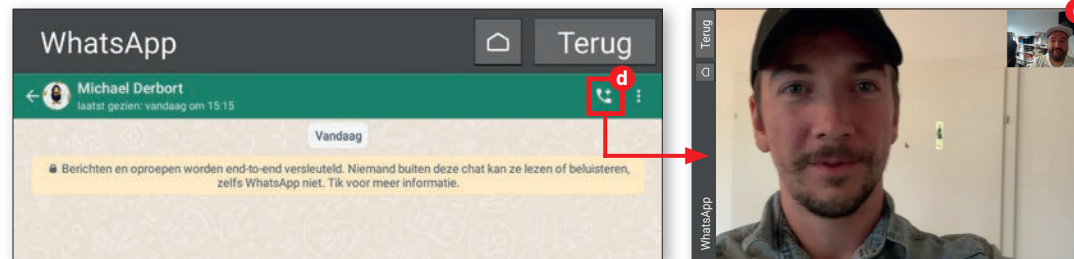 WhatsApp
Terug
Michael Derbort
laatst gezien: vandaag om 15:15
d
Vandaag
Berichten en oproepen worden end-to-end versleuteld. Niemand buiten deze chat kan ze lezen of beluisteren,
zelfs WhatsApp niet. Tik voor meer informatie.
Terug
WhatsApp